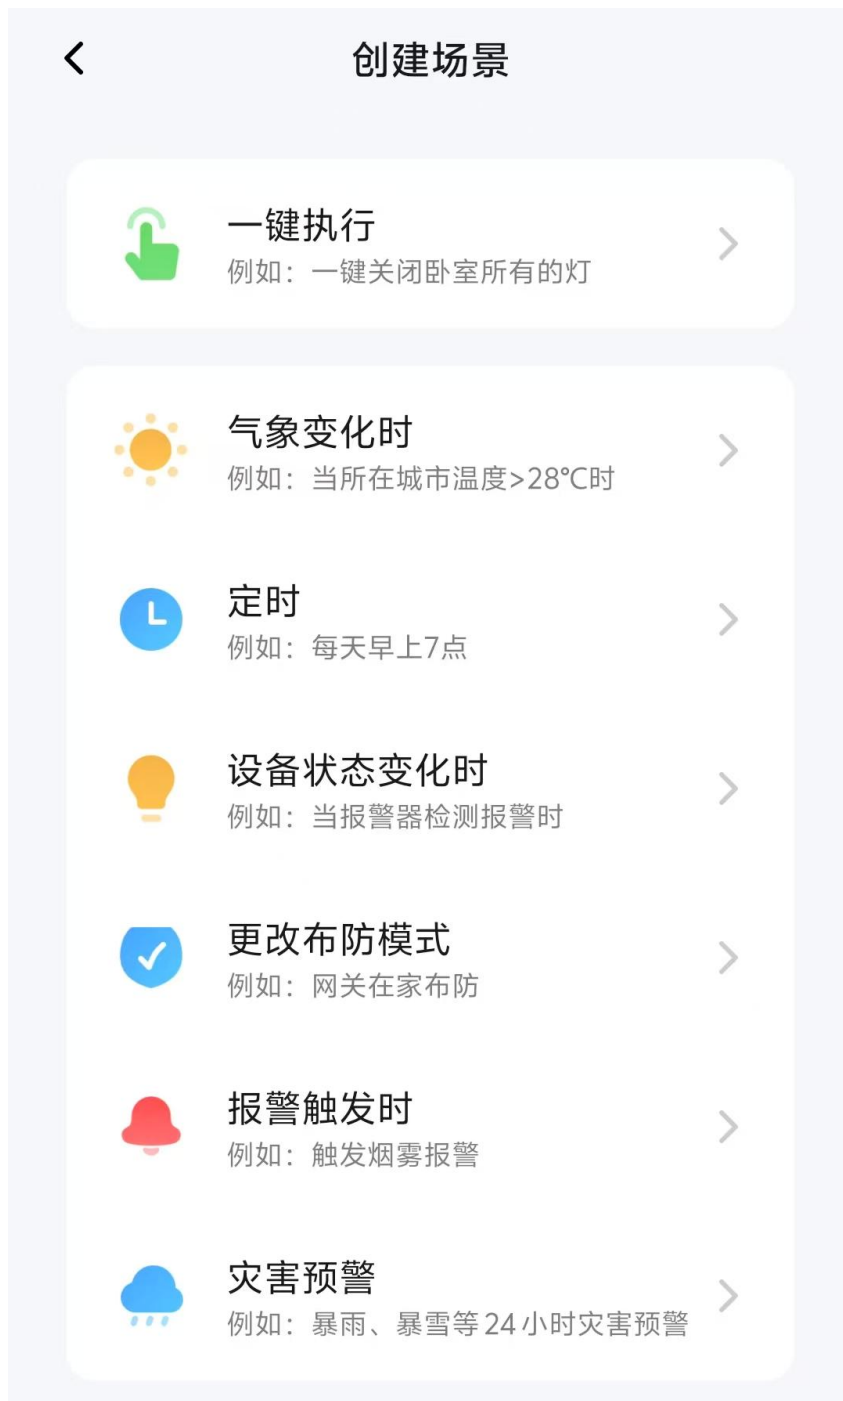 创建场景
一键执行
例如：一键关闭卧室所有的灯
气象变化时
例如：当所在城市温度>28℃时
定时
例如：每天早上7点
设备状态变化时
例如：当报警器检测报警时
更改布防模式
例如：网关在家布防
报警触发时
例如：触发烟雾报警
灾害预警
例如：暴雨、暴雪等24小时灾害预警